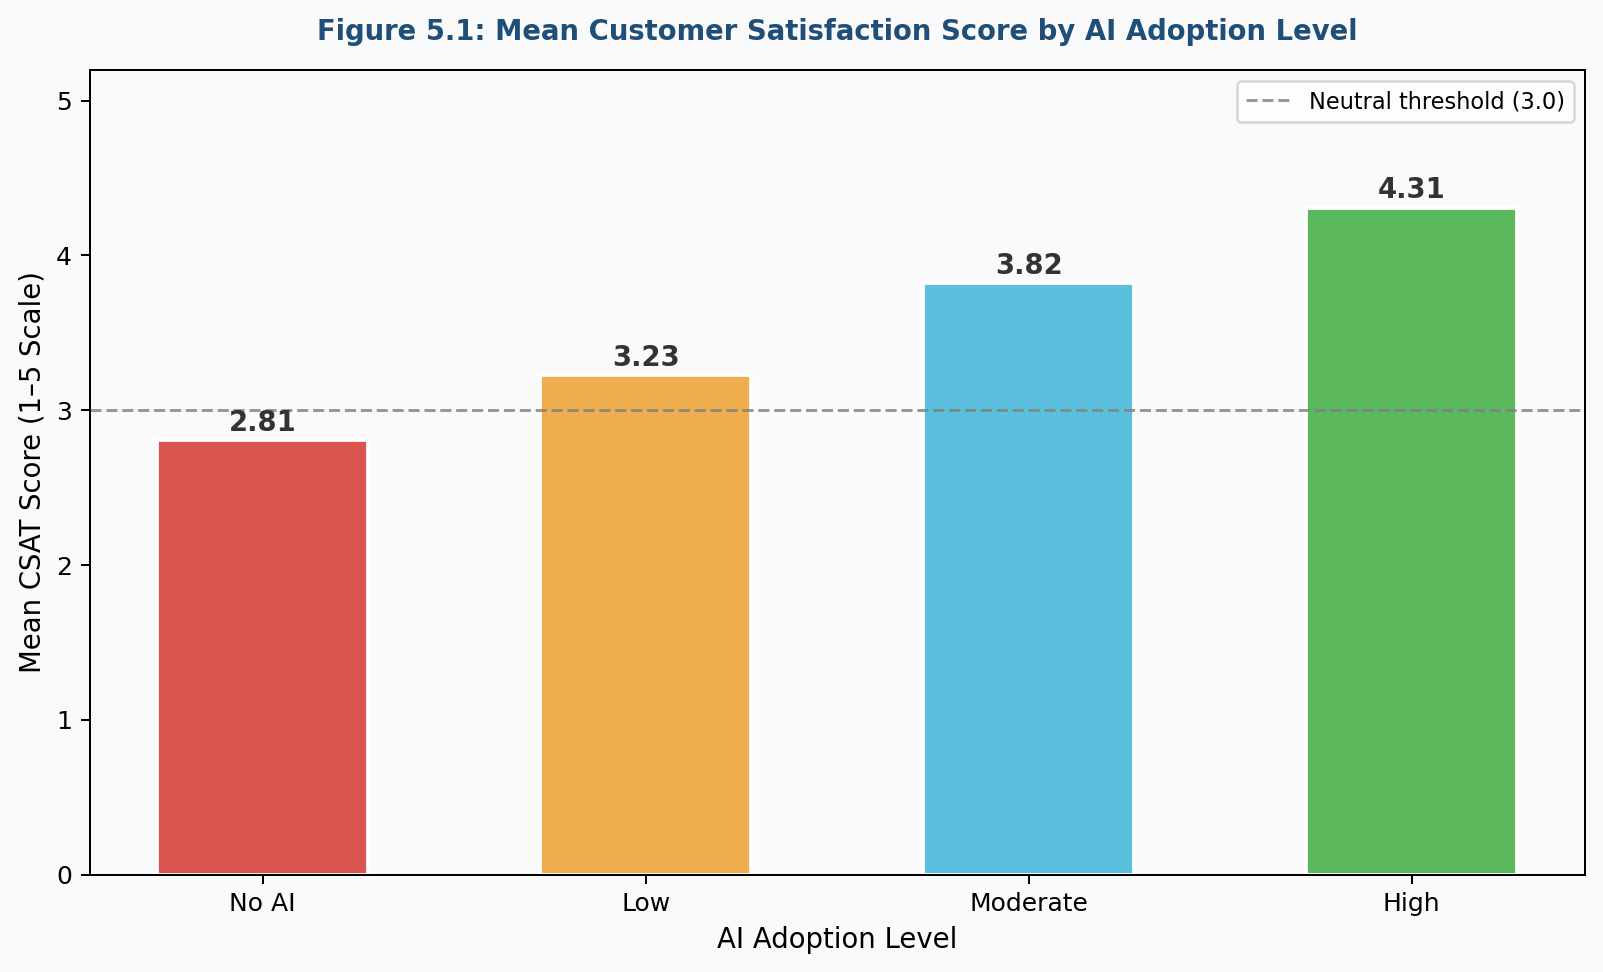 Figure 5.1: Mean Customer Satisfaction Score by AI Adoption Level
Neutral threshold (3.0)
Mean CSAT Score (1–5 Scale)
5
4
3
2
1
0
2.81
3.23
3.82
4.31
No AI
Low
Moderate
High
AI Adoption Level